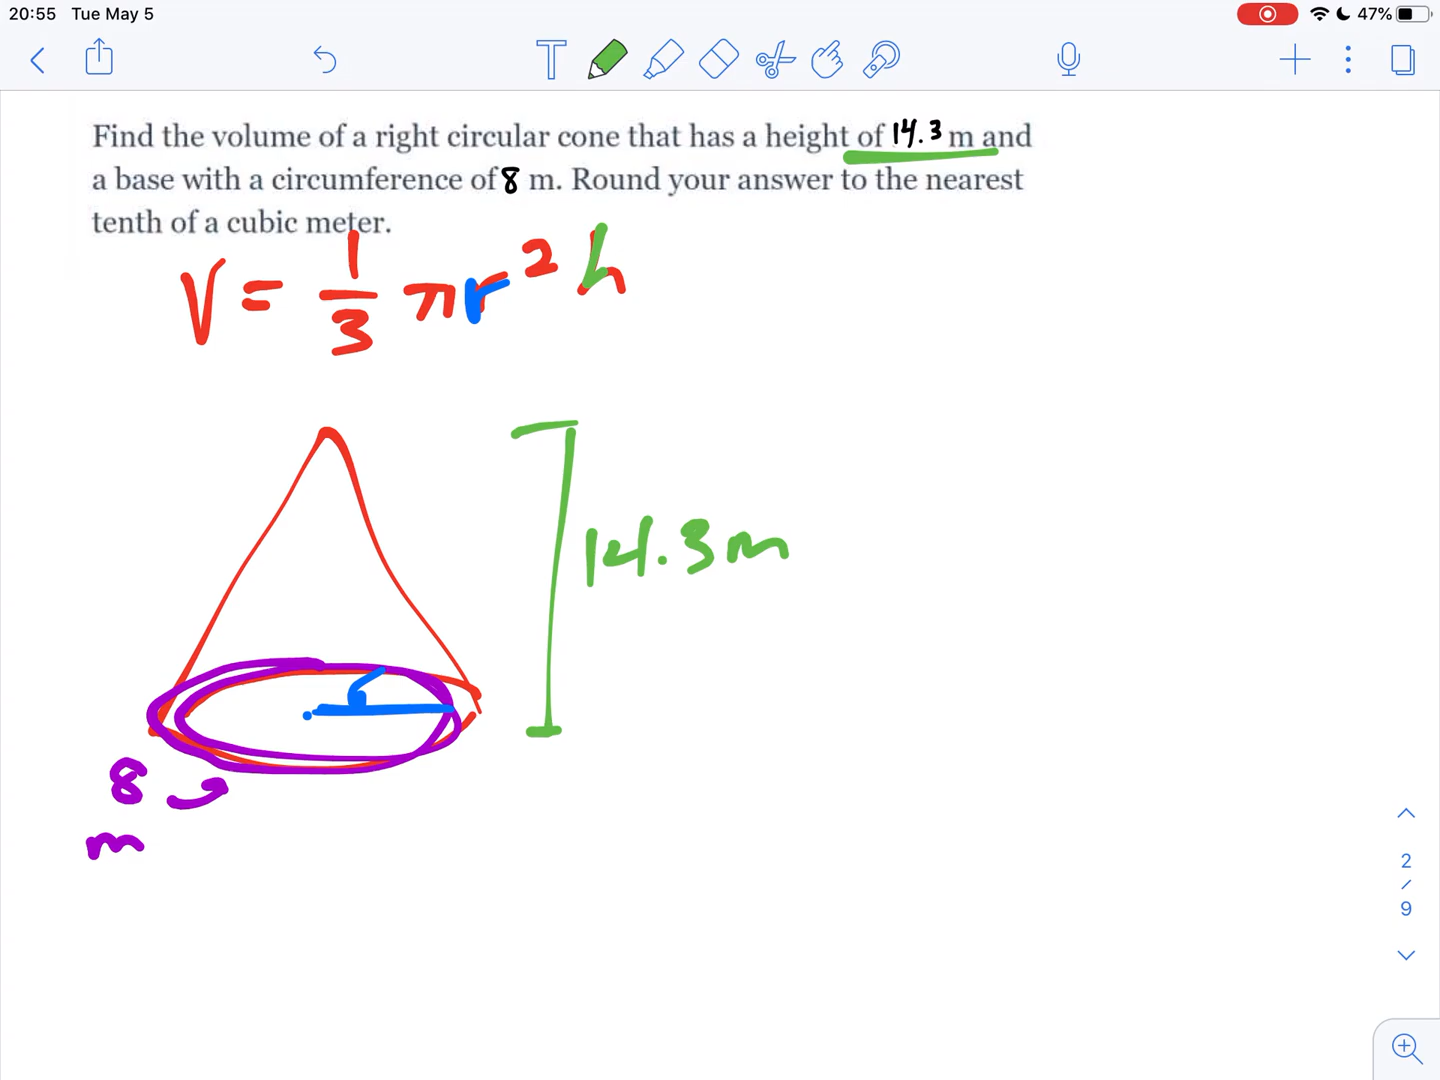 20:55 Tue May 5
47%
T
Find the volume of a right circular cone that has a height of 14.3 m and
a base with a circumference of 8 m. Round your answer to the nearest
tenth of a cubic meter.
V = 1/3 πr² h
14.3m
r
8
m
2
/
9